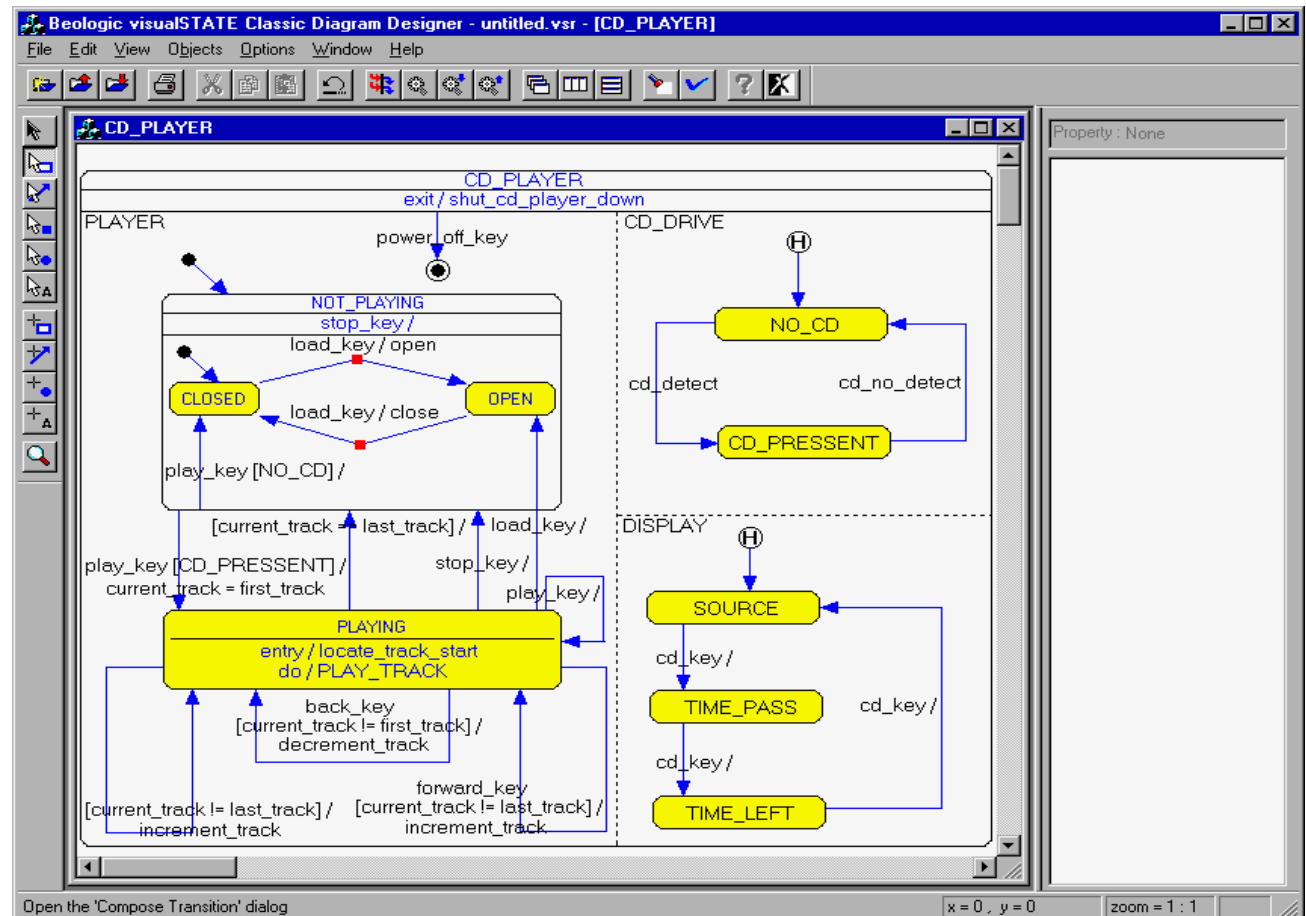 Beologic visualSTATE Classic Diagram Designer - untitled.vsr - [CD_PLAYER]
File Edit View Objects Options Window Help
CD_PLAYER
Property : None
CD_PLAYER
exit / shut_cd_player_down
PLAYER
power_off_key
NOT_PLAYING
stop_key /
load_key / open
CLOSED
OPEN
load_key / close
play_key [NO_CD] /
[current_track == last_track] /
load_key /
play_key [CD_PRESSENT] /
current_track = first_track
stop_key /
play_key /
PLAYING
entry / locate_track_start
do / PLAY_TRACK
back_key
[current_track != first_track] /
decrement_track
[current_track != last_track] /
increment_track
forward_key
[current_track != last_track] /
increment_track
CD_DRIVE
H
NO_CD
cd_detect
cd_no_detect
CD_PRESSENT
DISPLAY
H
SOURCE
cd_key /
TIME_PASS
cd_key /
cd_key /
TIME_LEFT
Open the 'Compose Transition' dialog
x = 0 , y = 0
zoom = 1 : 1